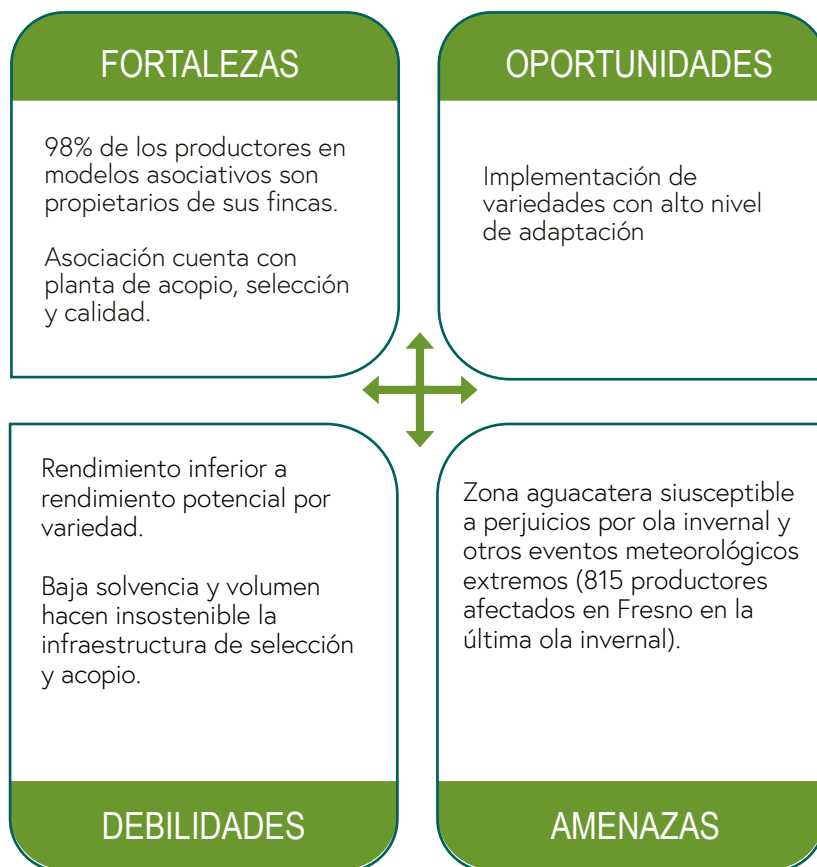 FORTALEZAS
98% de los productores en
modelos asociativos son
propietarios de sus fincas.
Asociación cuenta con
planta de acopio, selección
y calidad.
OPORTUNIDADES
Implementación de
variedades con alto nivel
de adaptación
Rendimiento inferior a
rendimiento potencial por
variedad.
Baja solvencia y volumen
hacen insostenible la
infraestructura de selección
y acopio.
DEBILIDADES
Zona aguacatera siusceptible
a perjuicios por ola invernal y
otros eventos meteorológicos
extremos (815 productores
afectados en Fresno en la
última ola invernal).
AMENAZAS